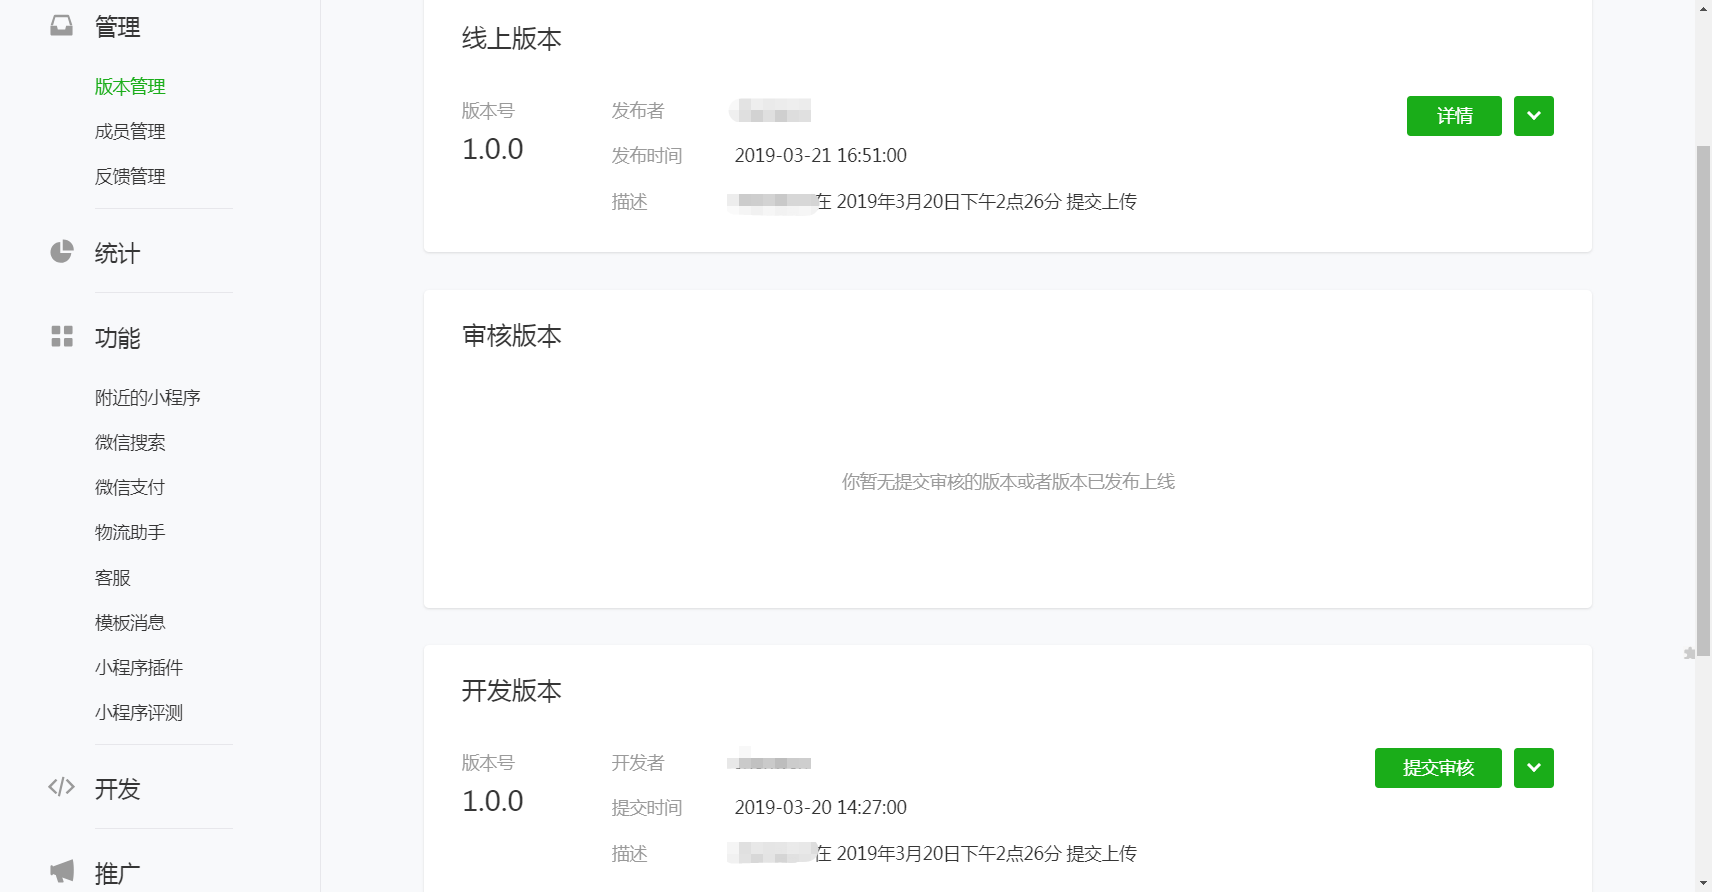 管理
版本管理
成员管理
反馈管理
统计
功能
附近的小程序
微信搜索
微信支付
物流助手
客服
模板消息
小程序插件
小程序评测
开发
推广
线上版本
版本号
1.0.0
发布者
发布时间 2019-03-21 16:51:00
描述 在 2019年3月20日下午2点26分 提交上传
详情
审核版本
你暂无提交审核的版本或者版本已发布上线
开发版本
版本号
1.0.0
开发者
提交时间 2019-03-20 14:27:00
描述 在 2019年3月20日下午2点26分 提交上传
提交审核